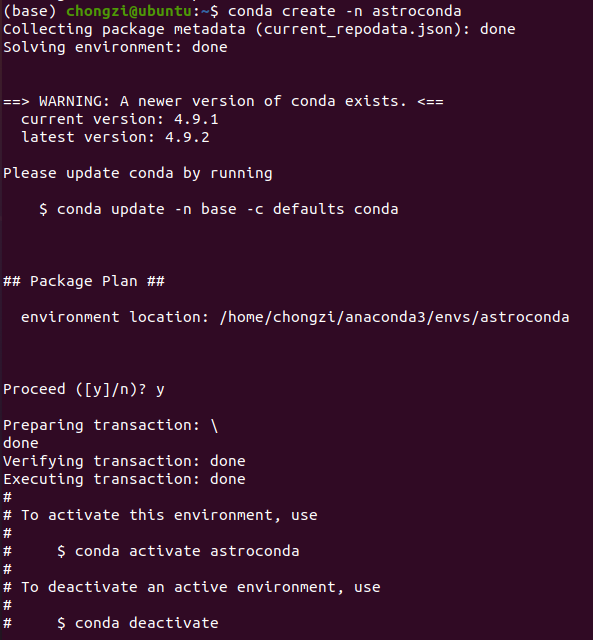 (base) chongzi@ubuntu:~$ conda create -n astroconda
Collecting package metadata (current_repodata.json): done
Solving environment: done
==> WARNING: A newer version of conda exists. <==
  current version: 4.9.1
  latest version: 4.9.2
Please update conda by running
    $ conda update -n base -c defaults conda
## Package Plan ##
  environment location: /home/chongzi/anaconda3/envs/astroconda
Proceed ([y]/n)? y
Preparing transaction: \
done
Verifying transaction: done
Executing transaction: done
#
# To activate this environment, use
#
#     $ conda activate astroconda
#
# To deactivate an active environment, use
#
#     $ conda deactivate